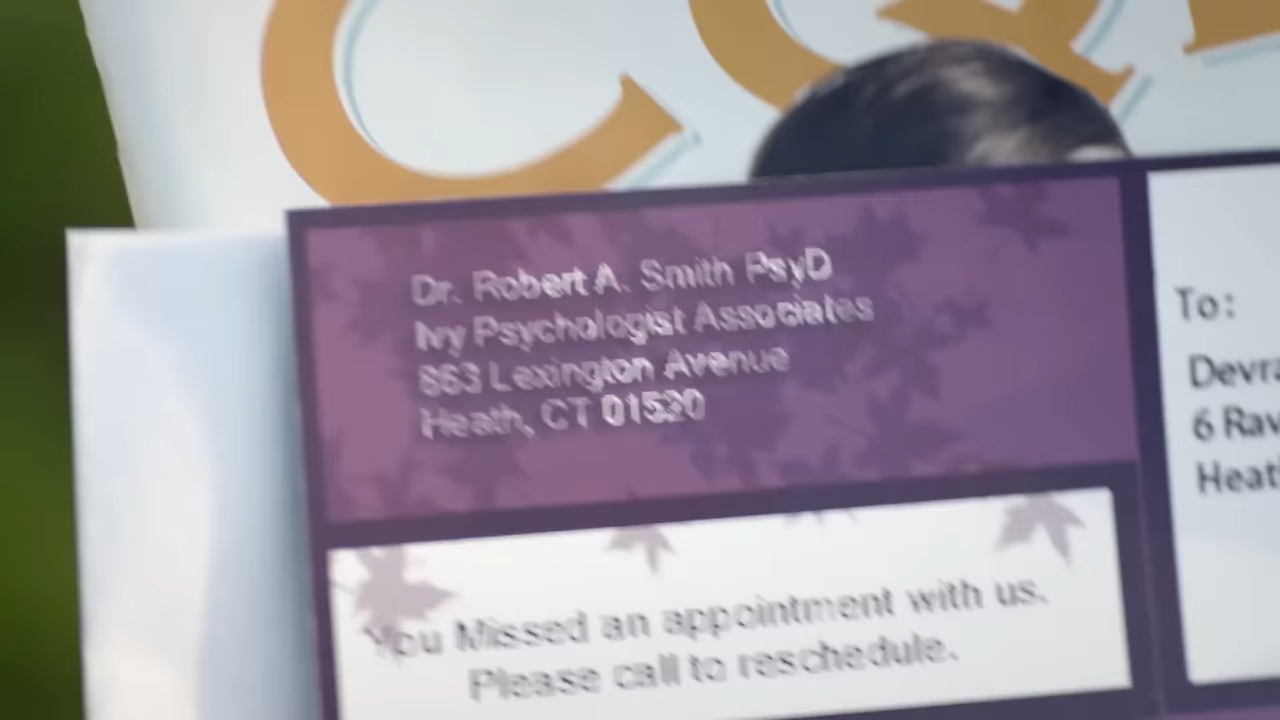 Dr. Robert A. Smith PsyD
Ivy Psychologist Associates
863 Lexington Avenue
Heath, CT 01520
You Missed an appointment with us.
Please call to reschedule.
To:
6